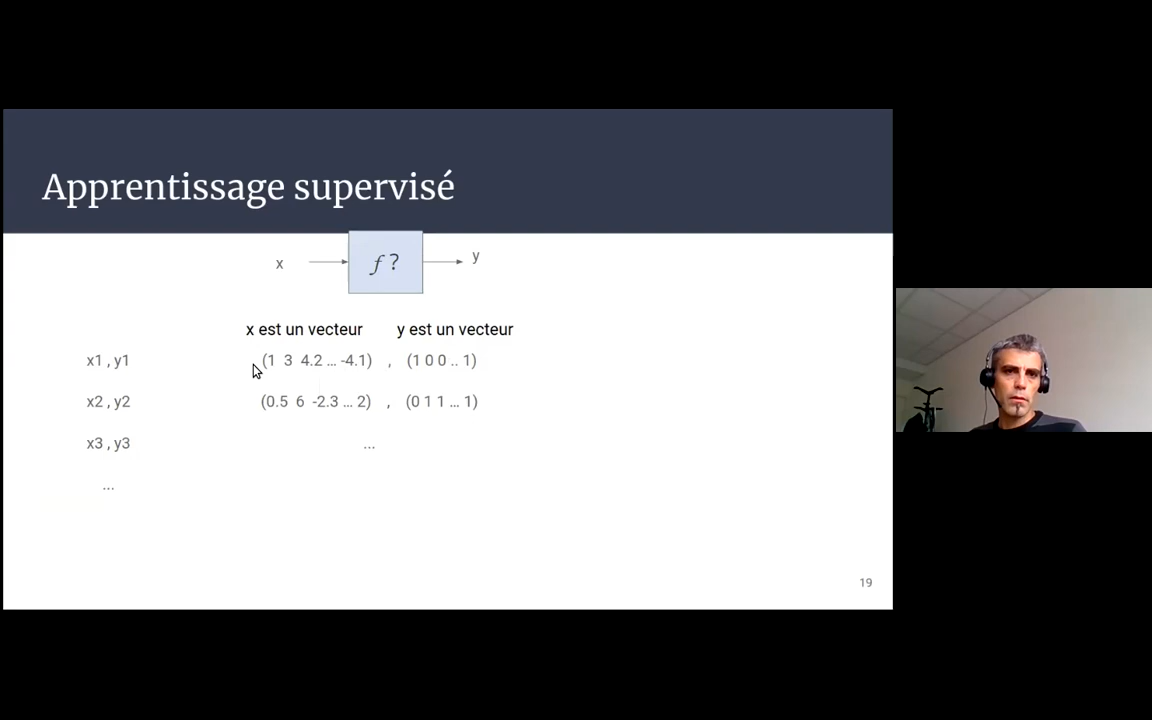 Apprentissage supervisé
x f ? y
x est un vecteur y est un vecteur
x1 , y1 (1 3 4.2 ... -4.1) , (1 0 0 .. 1)
x2 , y2 (0.5 6 -2.3 ... 2) , (0 1 1 ... 1)
x3 , y3 ...
...
19